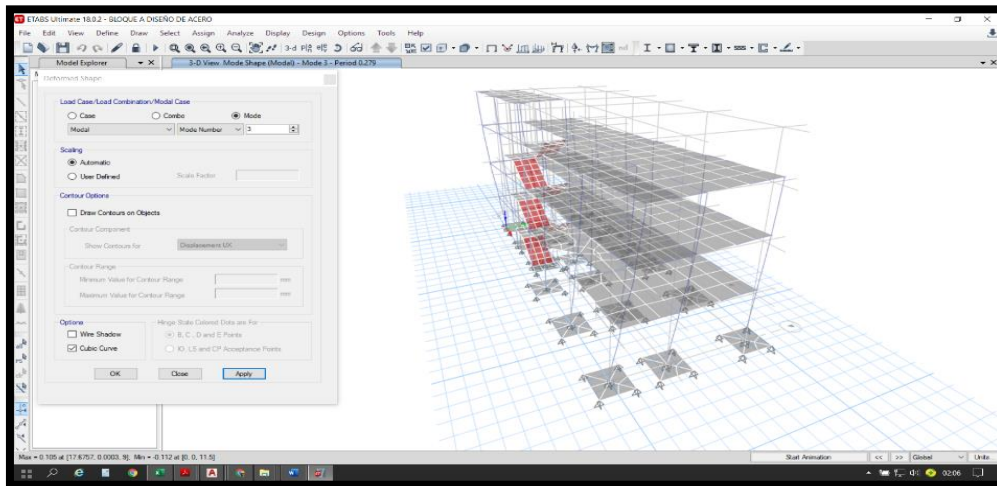 ETABS Ultimate 18.0.2 - BLOQUE A DISEÑO DE ACERO
File Edit View Define Draw Select Assign Analyze Display Design Options Tools Help
3-d
Model Explorer
3-D View Mode Shape (Modal) - Mode 3 - Period 0.279
Deformed Shape
Load Case/Load Combination/Modal Case
Case Combo Mode
Modal Mode Number 3
Scaling
Automatic
User Defined Scale Factor
Contour Options
Draw Contours on Objects
Contour Component
Show Contours for Displacement UX
Contour Range
Minimum Value for Contour Range mm
Maximum Value for Contour Range mm
Options
Wire Shadow
Cubic Curve
Hinge State Colored Dots are For
B, C, D and E Points
IO, LS and CP Acceptance Points
OK Close Apply
Max = 0.105 at [17.6757, 0.0003, 9]; Min = -0.112 at [0, 0, 11.5]
Start Animation << >> Global Units
02:06